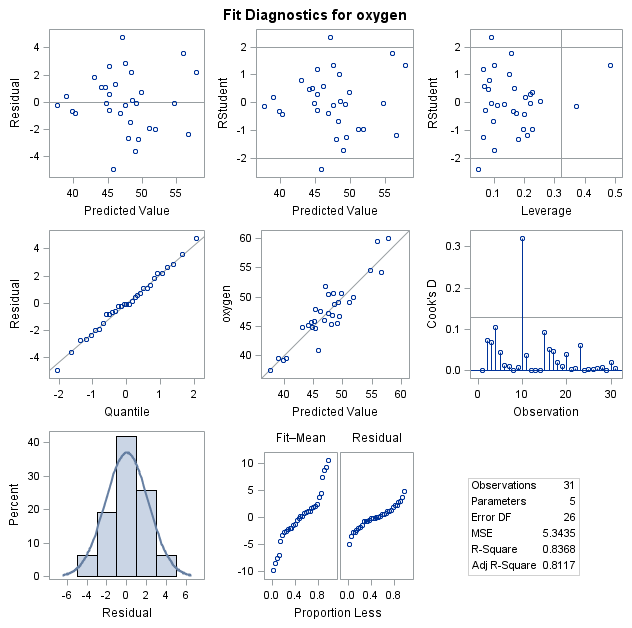 Fit Diagnostics for oxygen
Residual
4
2
0
-2
-4
40 45 50 55
Predicted Value
RStudent
2
1
0
-1
-2
40 45 50 55
Predicted Value
RStudent
2
1
0
-1
-2
0.1 0.2 0.3 0.4 0.5
Leverage
Residual
4
2
0
-2
-4
-2 -1 0 1 2
Quantile
oxygen
60
55
50
45
40
40 45 50 55 60
Predicted Value
Cook's D
0.3
0.2
0.1
0.0
0 10 20 30
Observation
Percent
40
30
20
10
0
-6 -4 -2 0 2 4 6
Residual
Fit–Mean Residual
10
5
0
-5
-10
0.0 0.4 0.8 0.0 0.4 0.8
Proportion Less
Observations 31
Parameters 5
Error DF 26
MSE 5.3435
R-Square 0.8368
Adj R-Square 0.8117